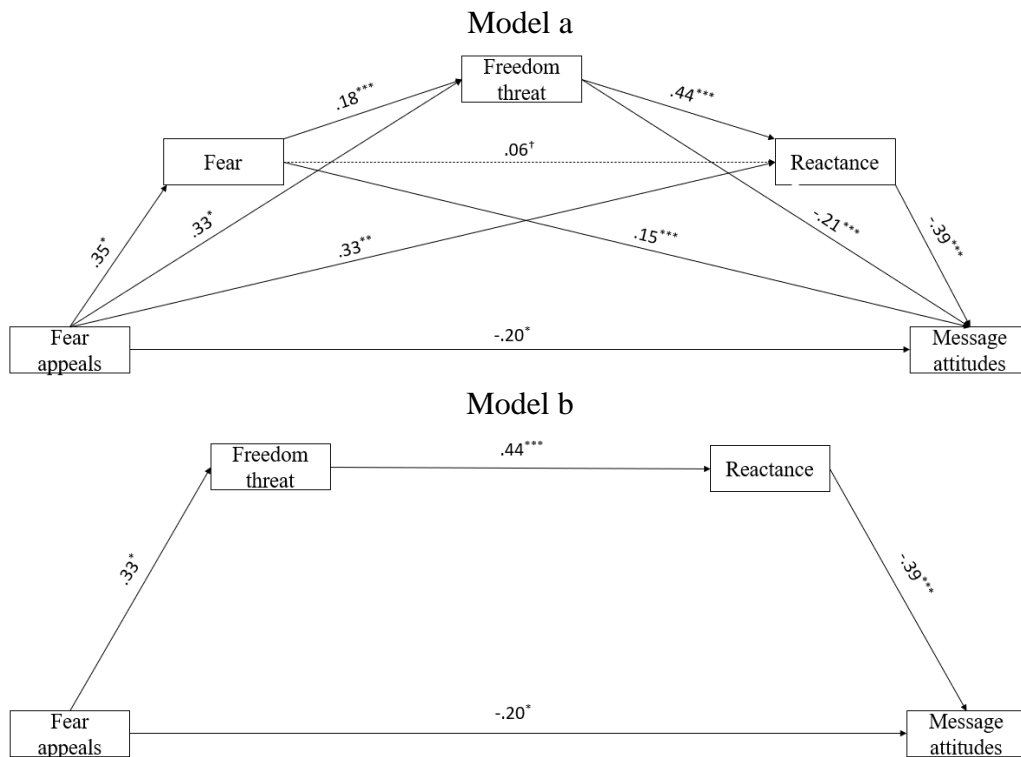 Model a
Freedom
threat
.18***
.44***
Fear
.06†
Reactance
.35*
.33*
.33**
.15***
-.21***
-.39***
Fear
appeals
-.20*
Message
attitudes
Model b
Freedom
threat
.44***
Reactance
.33*
-.39***
Fear
appeals
-.20*
Message
attitudes